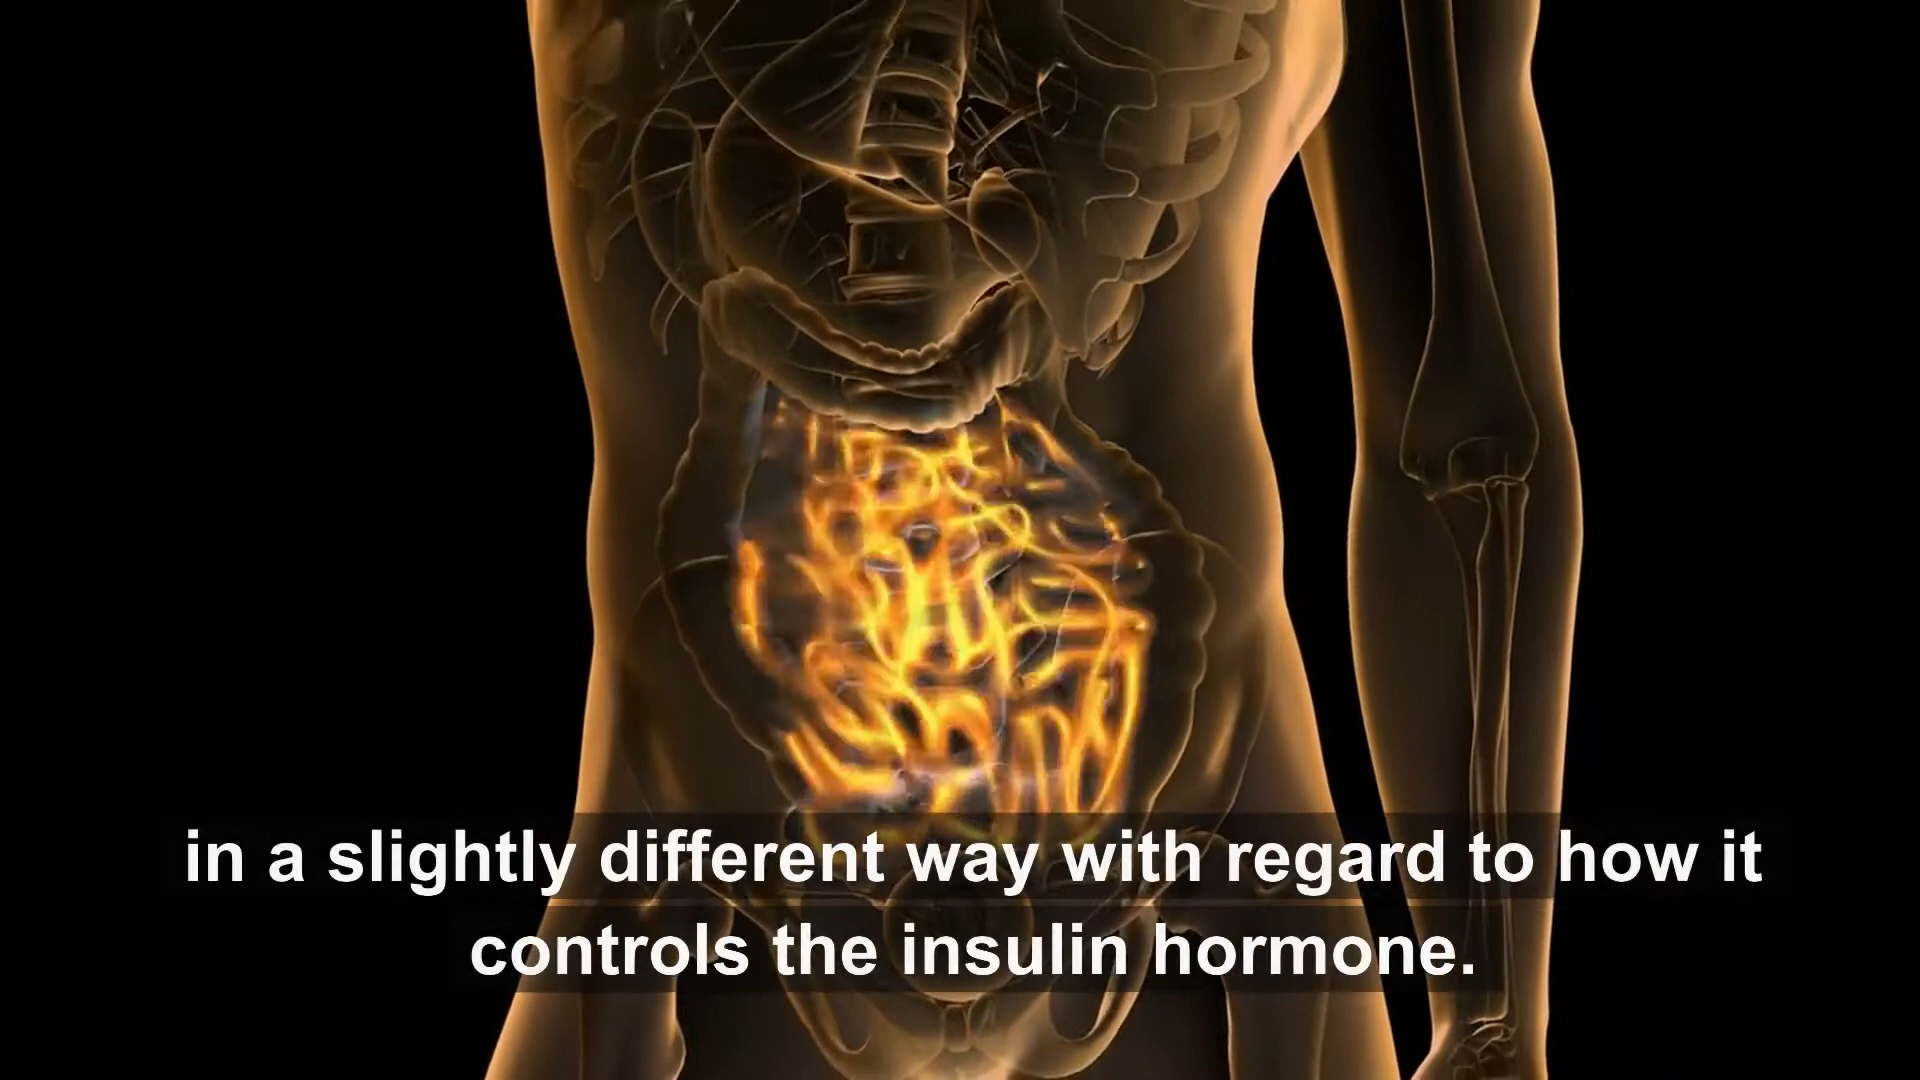 in a slightly different way with regard to how it
controls the insulin hormone.